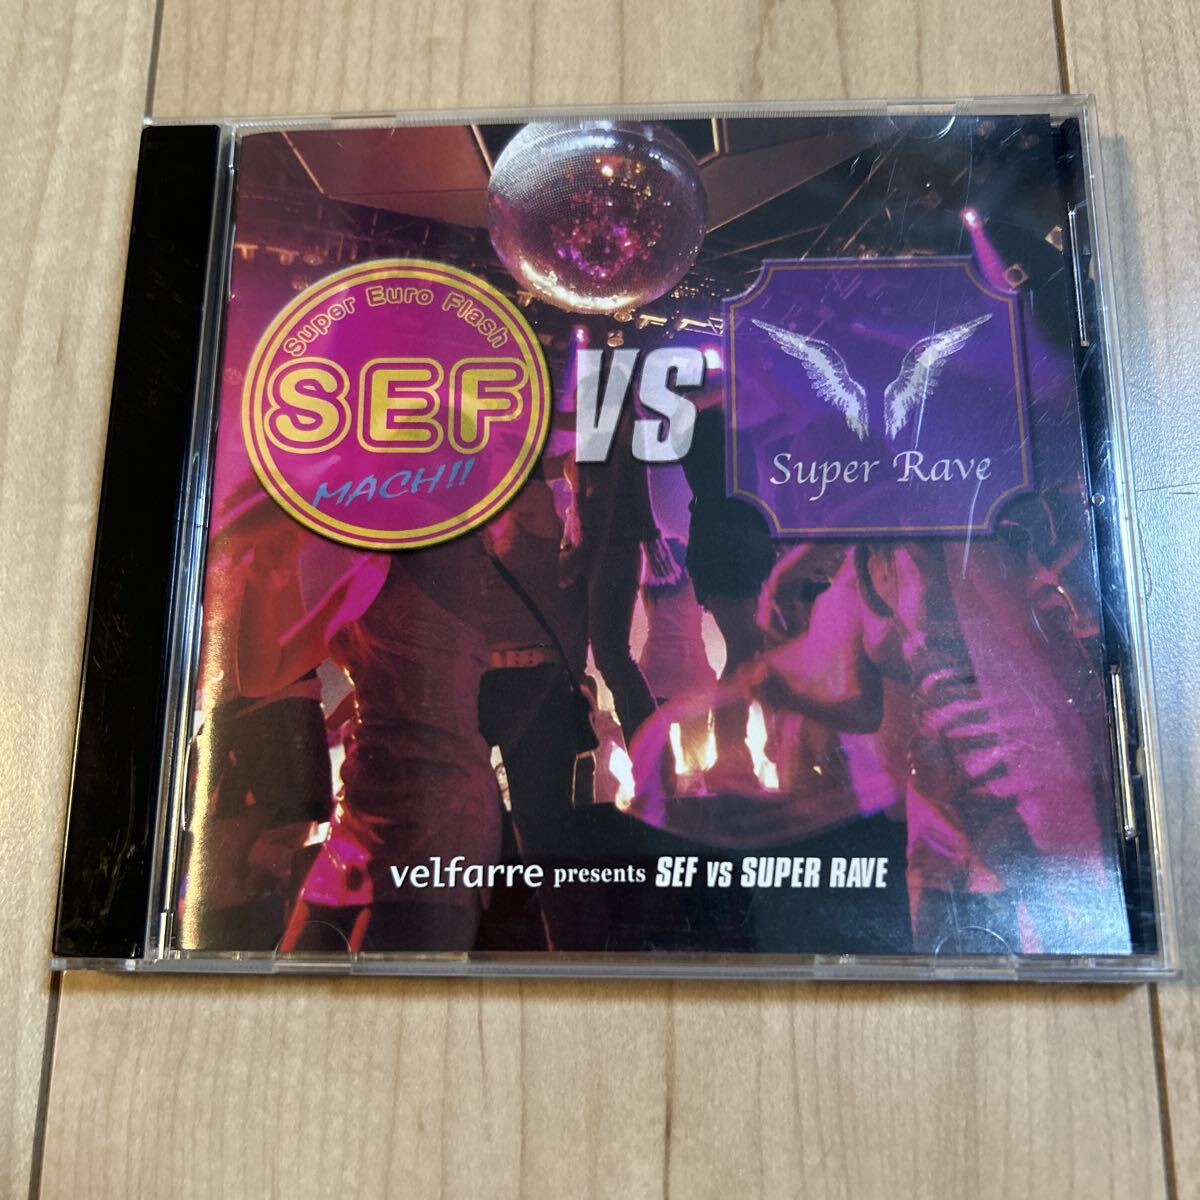 Super Euro Flash
SEF
MACH!!
VS
Super Rave
velfarre presents SEF VS SUPER RAVE